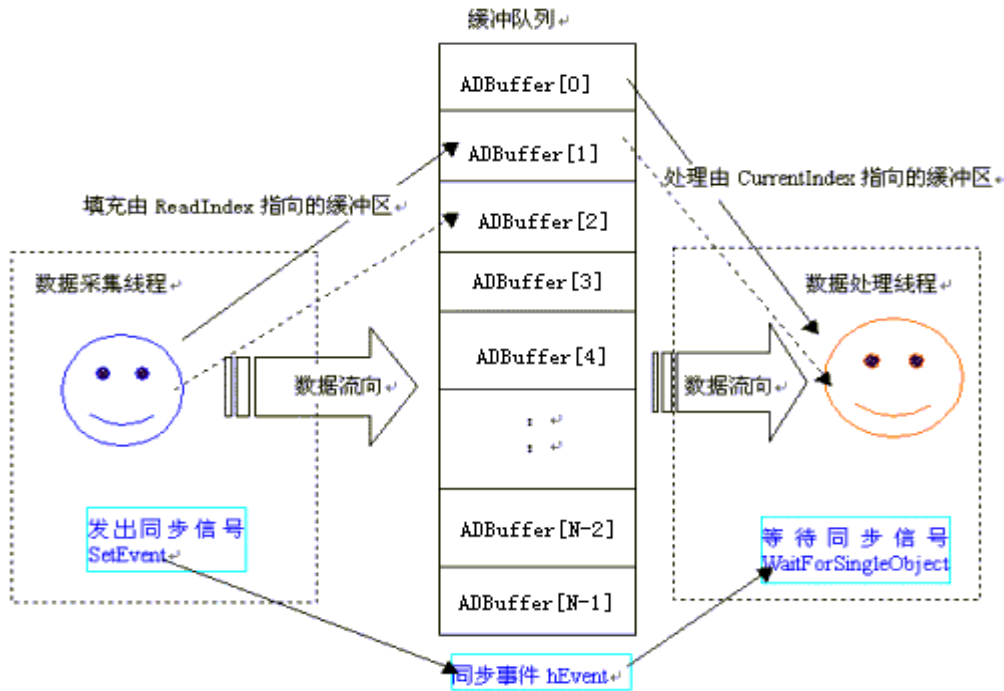 缓冲队列
ADBuffer[0]
ADBuffer[1]
处理由 CurrentIndex 指向的缓冲区
填充由 ReadIndex 指向的缓冲区
ADBuffer[2]
数据采集线程
ADBuffer[3]
数据处理线程
ADBuffer[4]
数据流向
数据流向
:
:
发出同步信号
SetEvent
ADBuffer[N-2]
等待同步信号
WaitForSingleObject
ADBuffer[N-1]
同步事件 hEvent